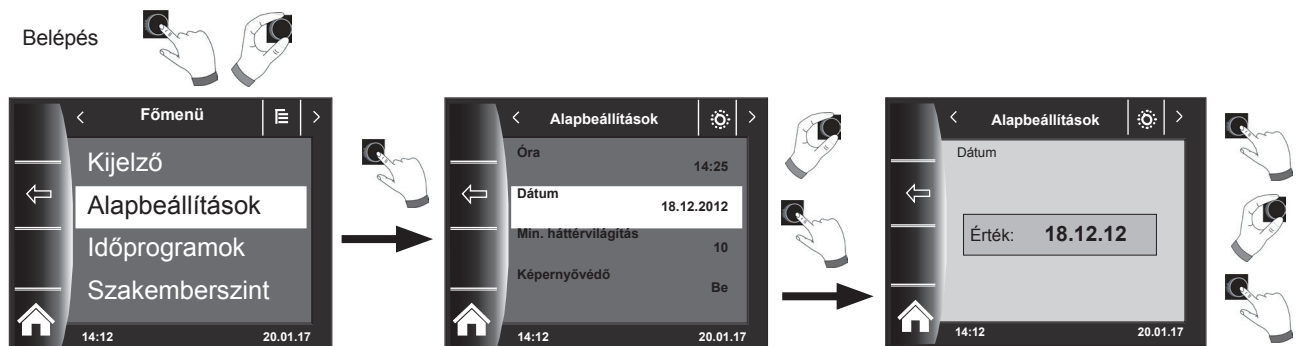 Belépés
Főmenü
Kijelző
Alapbeállítások
Időprogramok
Szakemberszint
14:12 20.01.17
Alapbeállítások
Óra
14:25
Dátum
18.12.2012
Min. háttérvilágítás
10
Képernyővédő
Be
14:12 20.01.17
Alapbeállítások
Dátum
Érték: 18.12.12
14:12 20.01.17